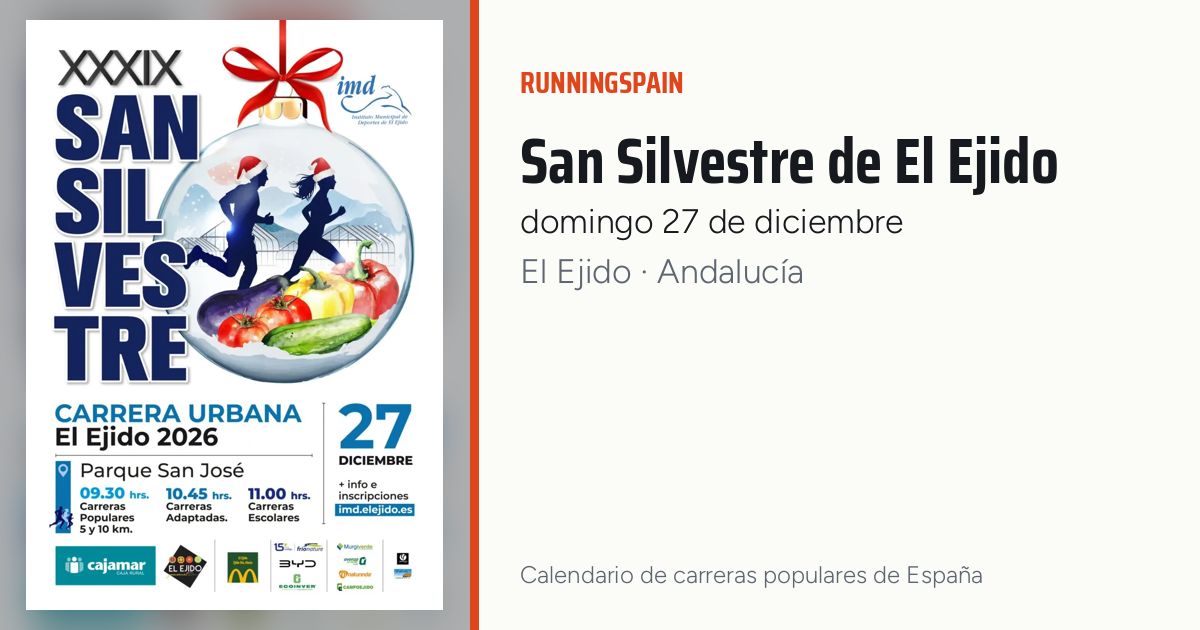 XXXIX
SAN
SIL
VES
TRE
imd
Instituto Municipal de
Deportes de El Ejido
CARRERA URBANA
El Ejido 2026
27
DICIEMBRE
Parque San José
09.30 hrs.
Carreras
Populares
5 y 10 km.
10.45 hrs.
Carreras
Adaptadas.
11.00 hrs.
Carreras
Escolares
+ info e
inscripciones
imd.elejido.es
cajamar
CAJA RURAL
EL EJIDO
frionature
BYD
ECOINVER
Murgiverde
CAMPOEJIDO
RUNNINGSPAIN
San Silvestre de El Ejido
domingo 27 de diciembre
El Ejido · Andalucía
Calendario de carreras populares de España